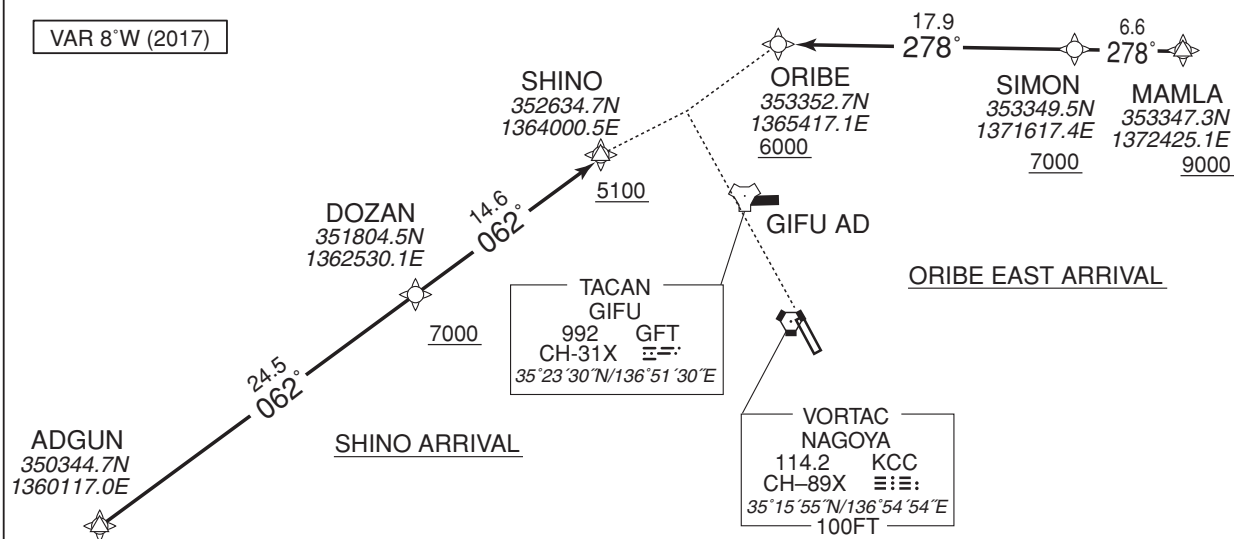 VAR 8°W (2017)
17.9
278°
6.6
278°
SHINO
352634.7N
1364000.5E
5100
ORIBE
353352.7N
1365417.1E
6000
SIMON
353349.5N
1371617.4E
7000
MAMLA
353347.3N
1372425.1E
9000
14.6
062°
DOZAN
351804.5N
1362530.1E
7000
GIFU AD
ORIBE EAST ARRIVAL
TACAN
GIFU
992 GFT
CH-31X
35°23´30˝N/136°51´30˝E
24.5
062°
SHINO ARRIVAL
ADGUN
350344.7N
1360117.0E
VORTAC
NAGOYA
114.2 KCC
CH–89X
35°15´55˝N/136°54´54˝E
100FT